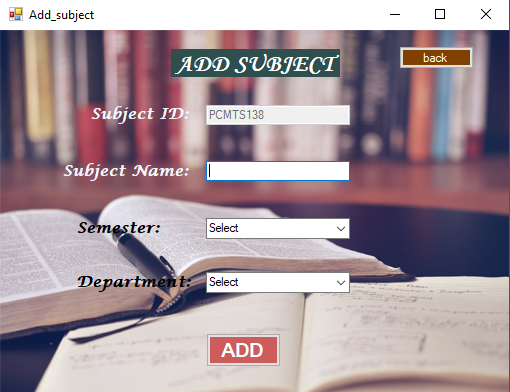 Add_subject
ADD SUBJECT
back
Subject ID: PCMTS138
Subject Name:
Semester: Select
Department: Select
ADD